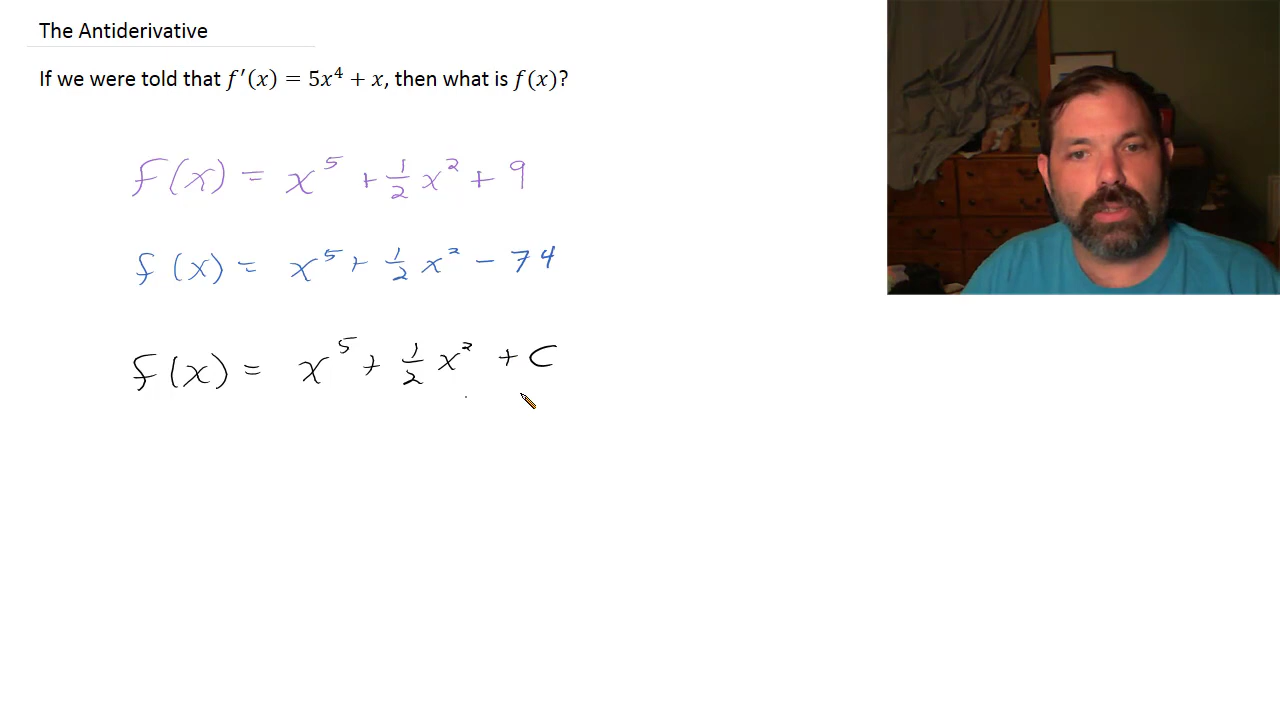 The Antiderivative
If we were told that f′(x) = 5x⁴ + x, then what is f(x)?
f(x) = x⁵ + ½x² + 9
f(x) = x⁵ + ½x² − 74
f(x) = x⁵ + ½x² + C